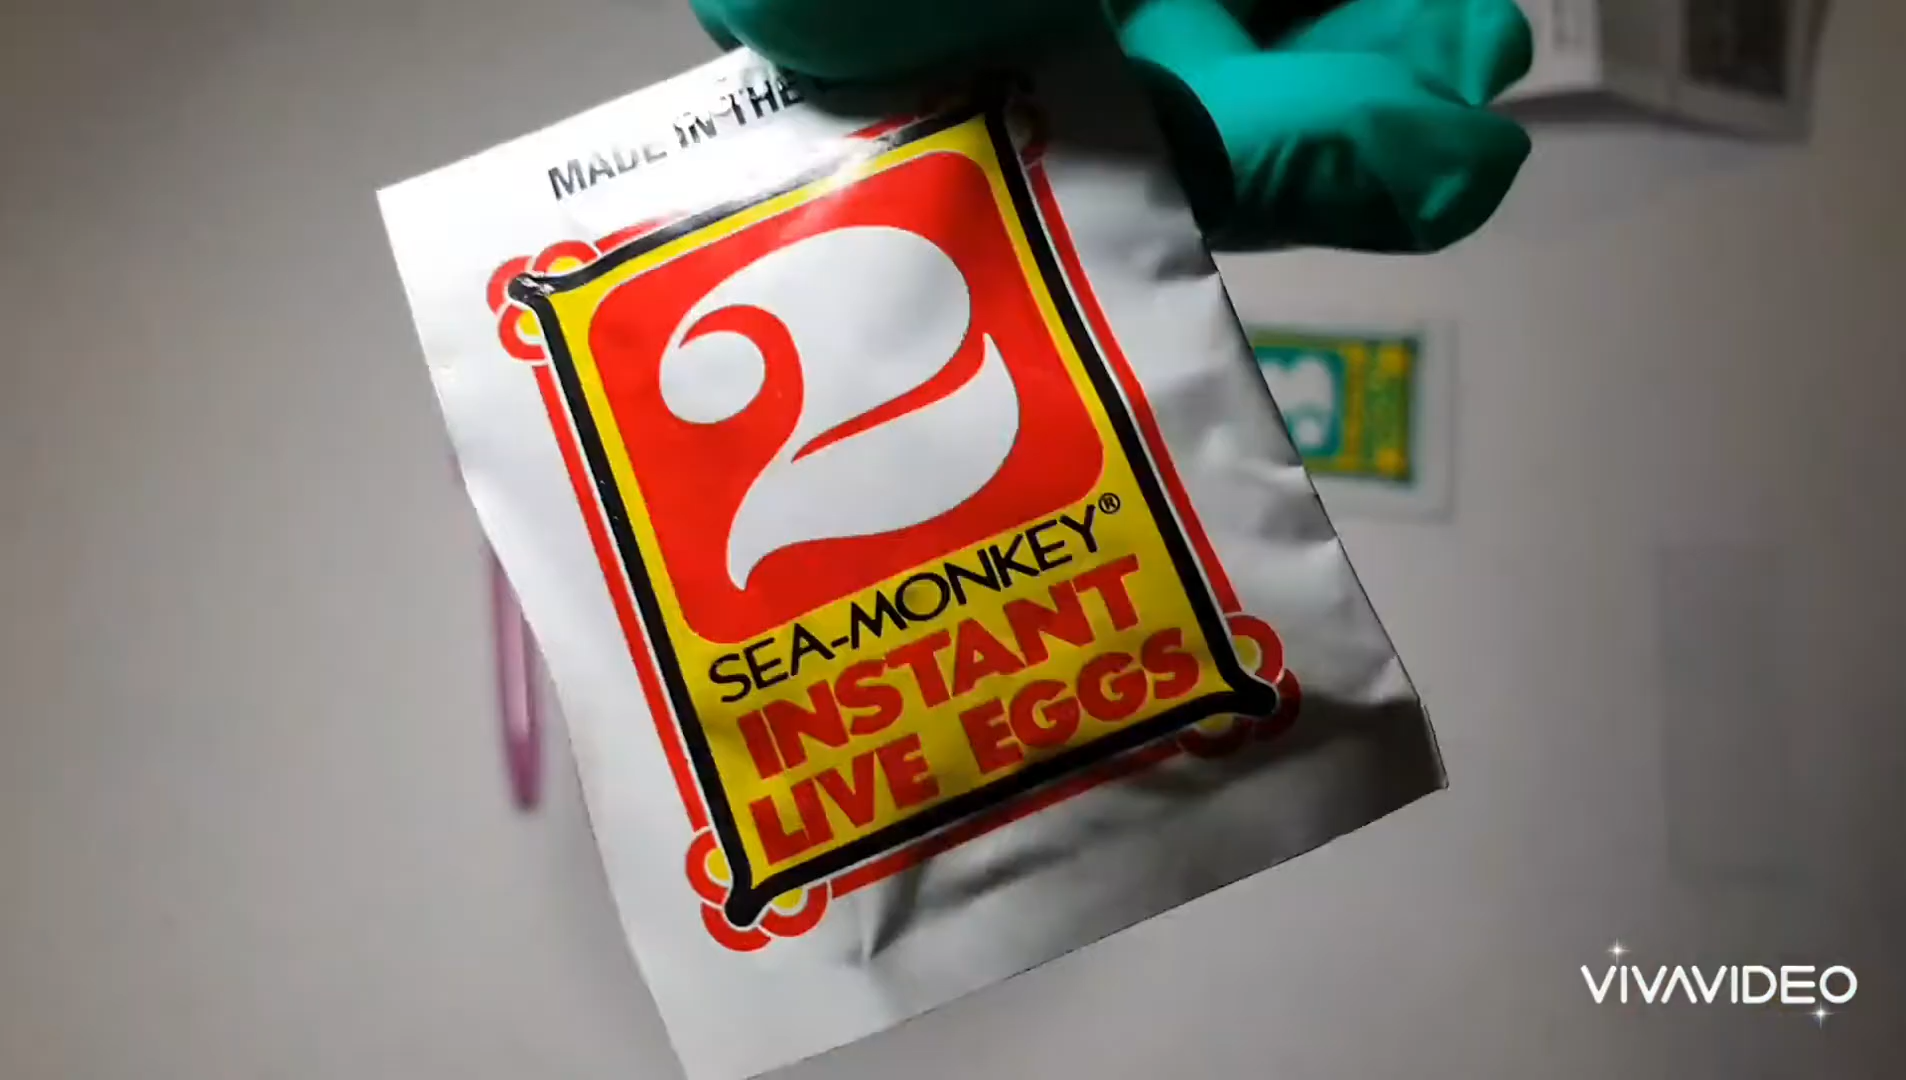 MADE IN THE
2
SEA-MONKEY®
INSTANT
LIVE EGGS
VIVAVIDEO